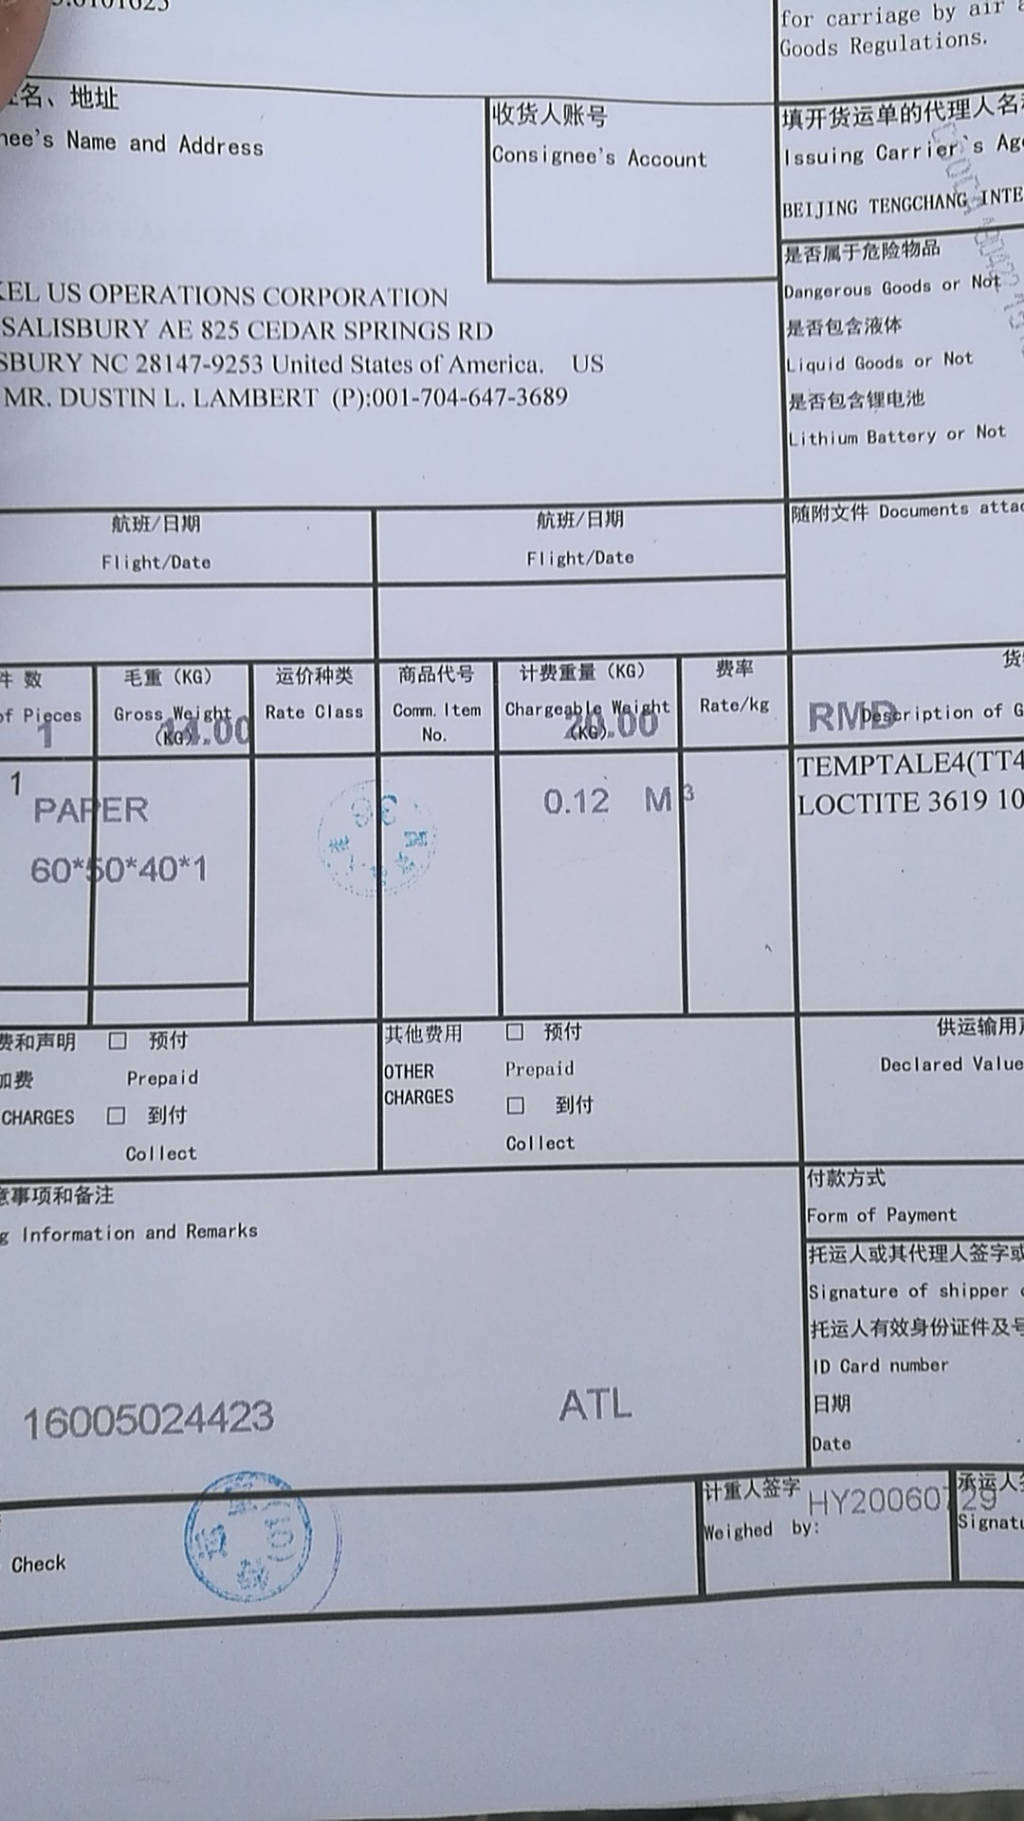 for carriage by air
Goods Regulations.
名、地址
nee's Name and Address
收货人账号
Consignee's Account
填开货运单的代理人名
Issuing Carrier`s Age
BEIJING TENGCHANG INTE
是否属于危险物品
Dangerous Goods or Not
是否包含液体
Liquid Goods or Not
是否包含锂电池
Lithium Battery or Not
KEL US OPERATIONS CORPORATION
SALISBURY AE 825 CEDAR SPRINGS RD
SBURY NC 28147-9253 United States of America. US
MR. DUSTIN L. LAMBERT (P):001-704-647-3689
航班/日期
Flight/Date
航班/日期
Flight/Date
随附文件 Documents attac
件 数
of Pieces
1
毛重（KG）
Gross Weight
(KG)
运价种类
Rate Class
商品代号
Comm. Item
No.
计费重量（KG）
Chargeable Weight
(KG)
20.00
费率
Rate/kg
货
RMD
Description of G
1
PAPER
60*50*40*1
0.12 M³
TEMPTALE4(TT4
LOCTITE 3619 10
费和声明 □ 预付
加费 Prepaid
CHARGES □ 到付
Collect
其他费用 □ 预付
OTHER Prepaid
CHARGES □ 到付
Collect
供运输用
Declared Value
意事项和备注
g Information and Remarks
付款方式
Form of Payment
托运人或其代理人签字或
Signature of shipper
托运人有效身份证件及号
ID Card number
日期
Date
16005024423
ATL
Check
计重人签字
Weighed by:
HY20060729
承运人签
Signatu